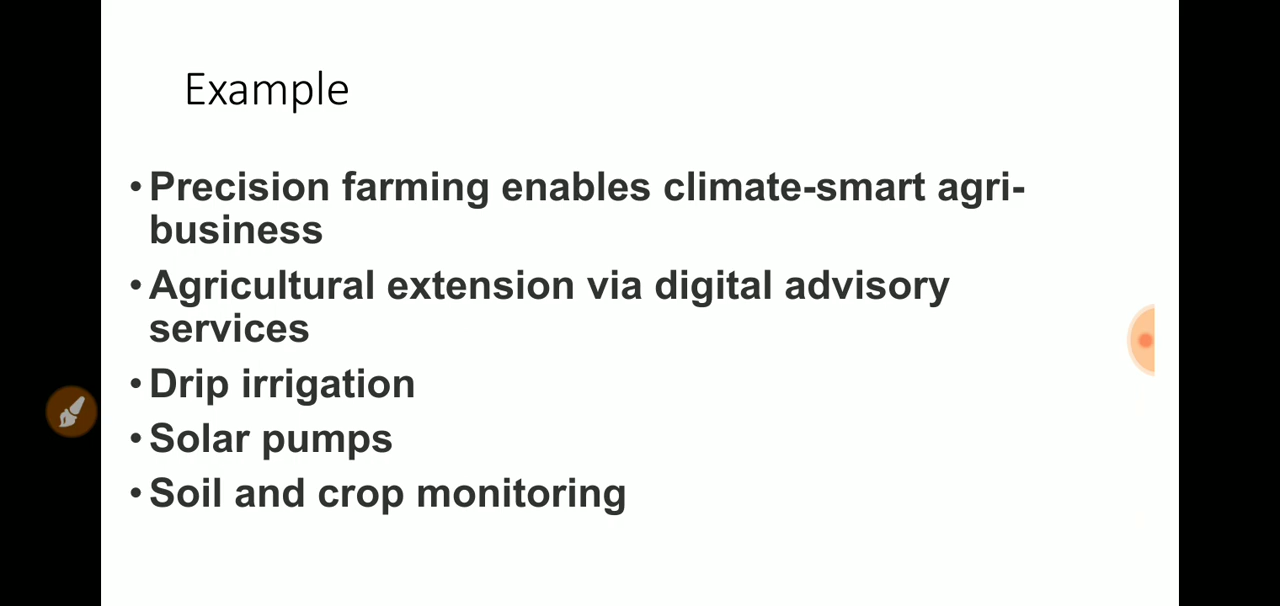 Example
• Precision farming enables climate-smart agri-
business
• Agricultural extension via digital advisory
services
• Drip irrigation
• Solar pumps
• Soil and crop monitoring